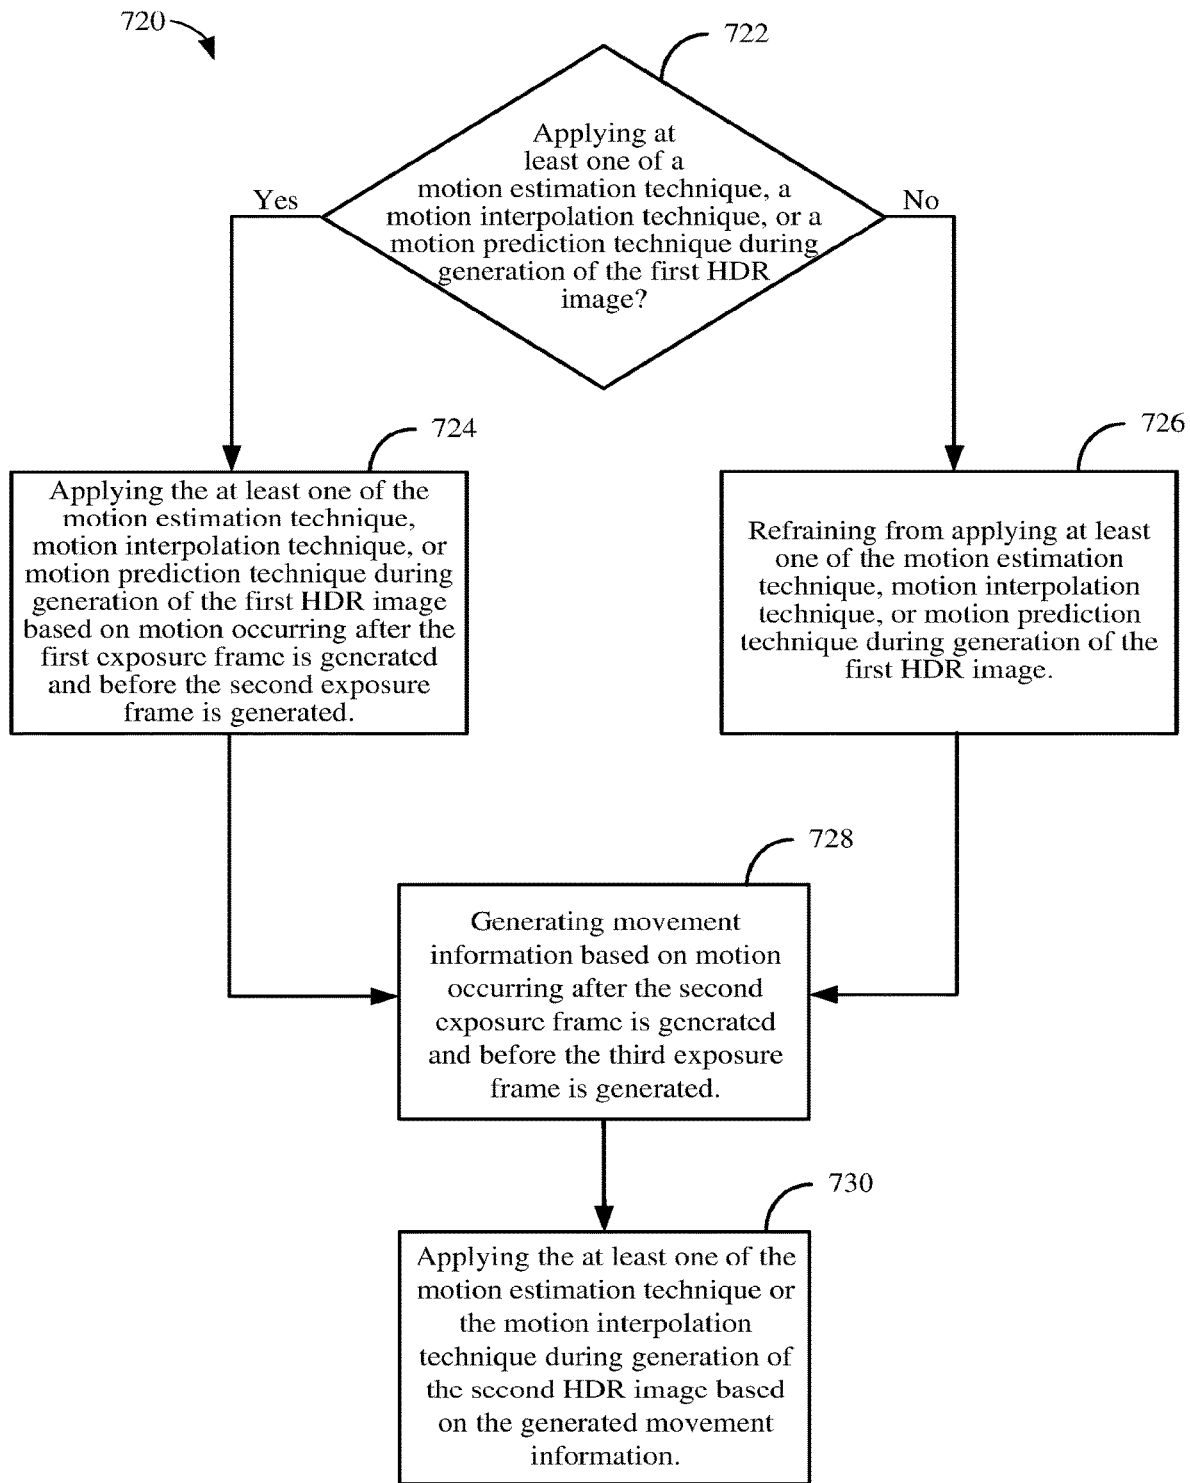 720
722
Applying at
least one of a
motion estimation technique, a
motion interpolation technique, or a
motion prediction technique during
generation of the first HDR
image?
Yes
No
724
Applying the at least one of the
motion estimation technique,
motion interpolation technique, or
motion prediction technique during
generation of the first HDR image
based on motion occurring after the
first exposure frame is generated
and before the second exposure
frame is generated.
726
Refraining from applying at least
one of the motion estimation
technique, motion interpolation
technique, or motion prediction
technique during generation of the
first HDR image.
728
Generating movement
information based on motion
occurring after the second
exposure frame is generated
and before the third exposure
frame is generated.
730
Applying the at least one of the
motion estimation technique or
the motion interpolation
technique during generation of
the second HDR image based
on the generated movement
information.